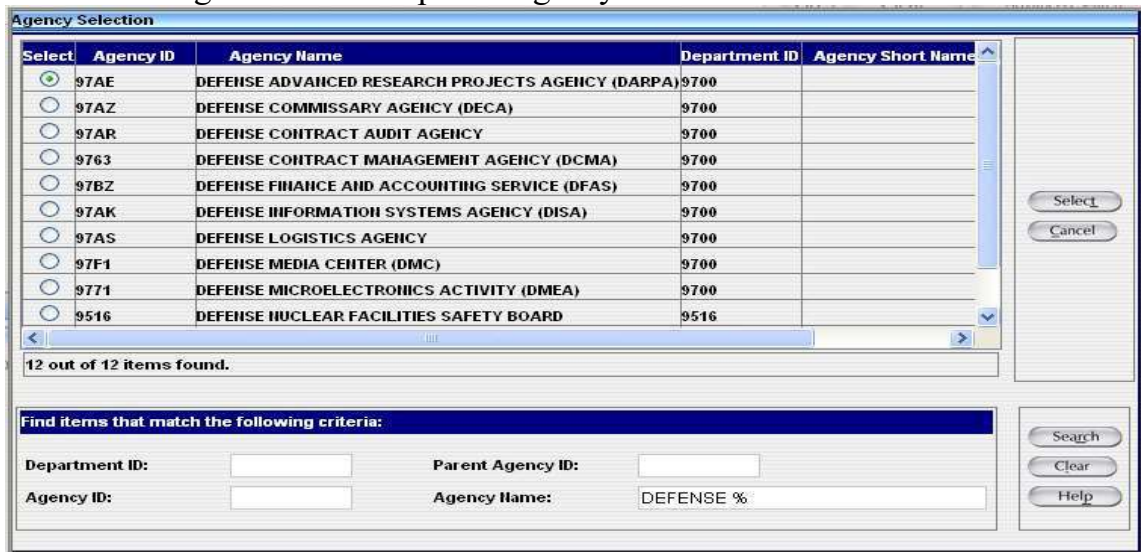 Agency Selection
Select Agency ID Agency Name Department ID Agency Short Name
97AE DEFENSE ADVANCED RESEARCH PROJECTS AGENCY (DARPA) 9700
97AZ DEFENSE COMMISSARY AGENCY (DECA) 9700
97AR DEFENSE CONTRACT AUDIT AGENCY 9700
9763 DEFENSE CONTRACT MANAGEMENT AGENCY (DCMA) 9700
97BZ DEFENSE FINANCE AND ACCOUNTING SERVICE (DFAS) 9700
97AK DEFENSE INFORMATION SYSTEMS AGENCY (DISA) 9700
97AS DEFENSE LOGISTICS AGENCY 9700
97F1 DEFENSE MEDIA CENTER (DMC) 9700
9771 DEFENSE MICROELECTRONICS ACTIVITY (DMEA) 9700
9516 DEFENSE NUCLEAR FACILITIES SAFETY BOARD 9516
12 out of 12 items found.
Select
Cancel
Find items that match the following criteria:
Department ID: Parent Agency ID:
Agency ID: Agency Name: DEFENSE %
Search
Clear
Help